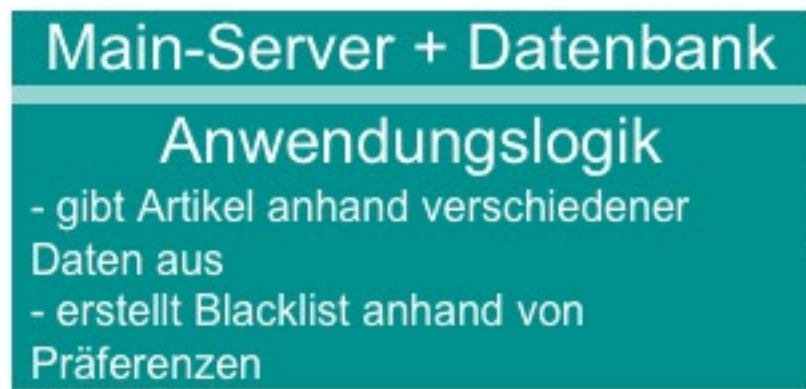 Main-Server + Datenbank
Anwendungslogik
- gibt Artikel anhand verschiedener
Daten aus
- erstellt Blacklist anhand von
Präferenzen